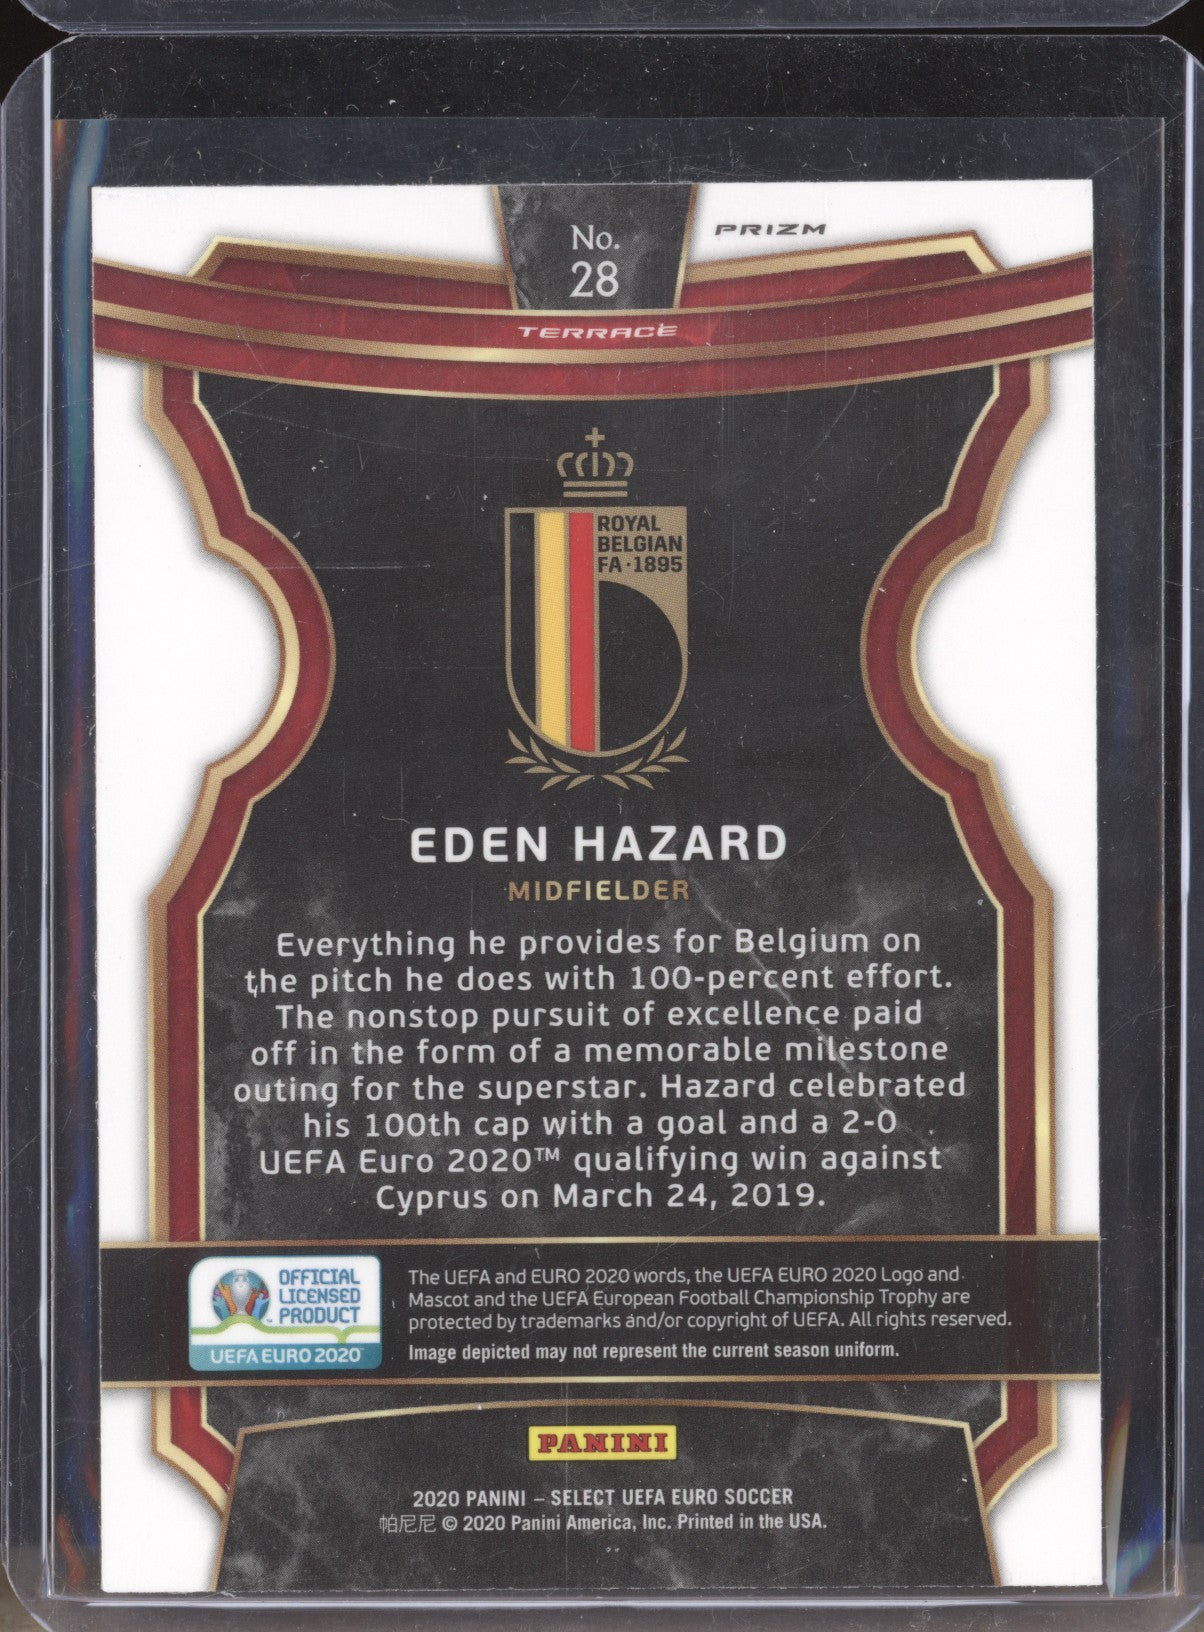 No.
28
PRIZM
TERRACE
ROYAL
BELGIAN
FA·1895
EDEN HAZARD
MIDFIELDER
Everything he provides for Belgium on
the pitch he does with 100-percent effort.
The nonstop pursuit of excellence paid
off in the form of a memorable milestone
outing for the superstar. Hazard celebrated
his 100th cap with a goal and a 2-0
UEFA Euro 2020™ qualifying win against
Cyprus on March 24, 2019.
OFFICIAL
LICENSED
PRODUCT
UEFA EURO 2020™
The UEFA and EURO 2020 words, the UEFA EURO 2020 Logo and
Mascot and the UEFA European Football Championship Trophy are
protected by trademarks and/or copyright of UEFA. All rights reserved.
Image depicted may not represent the current season uniform.
PANINI
2020 PANINI – SELECT UEFA EURO SOCCER
帕尼尼 © 2020 Panini America, Inc. Printed in the USA.